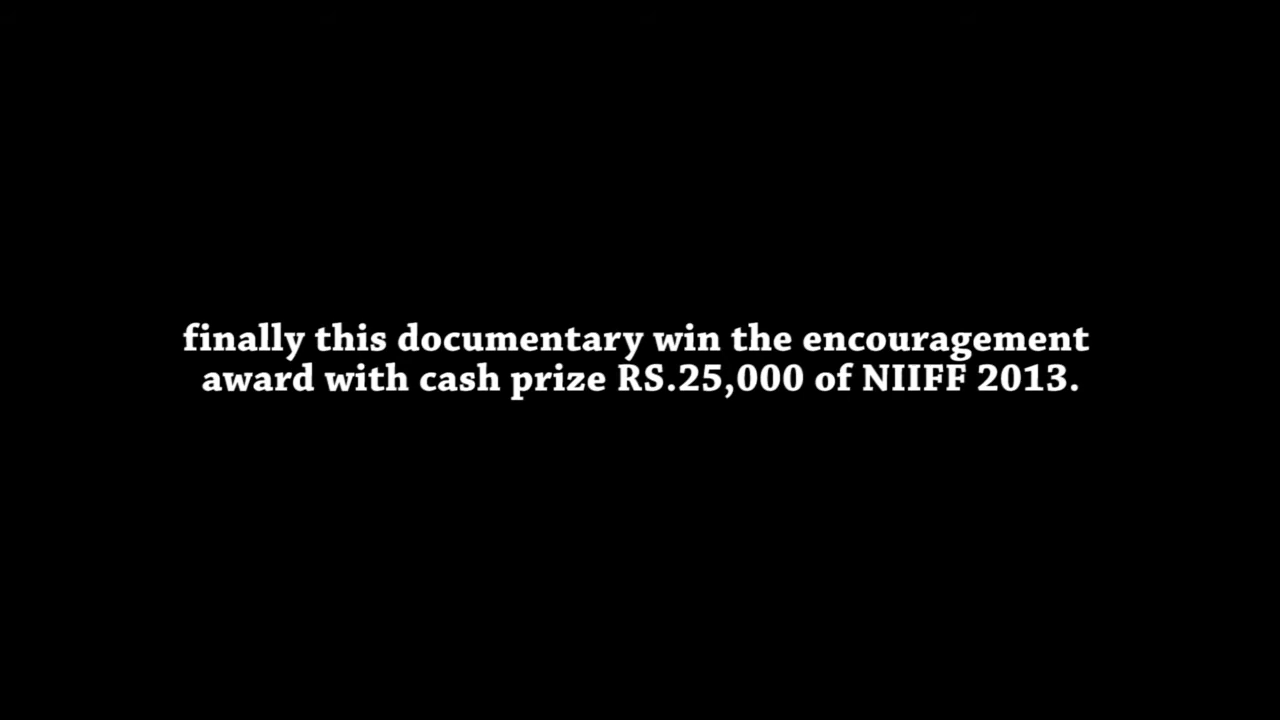 finally this documentary win the encouragement
award with cash prize RS.25,000 of NIIFF 2013.